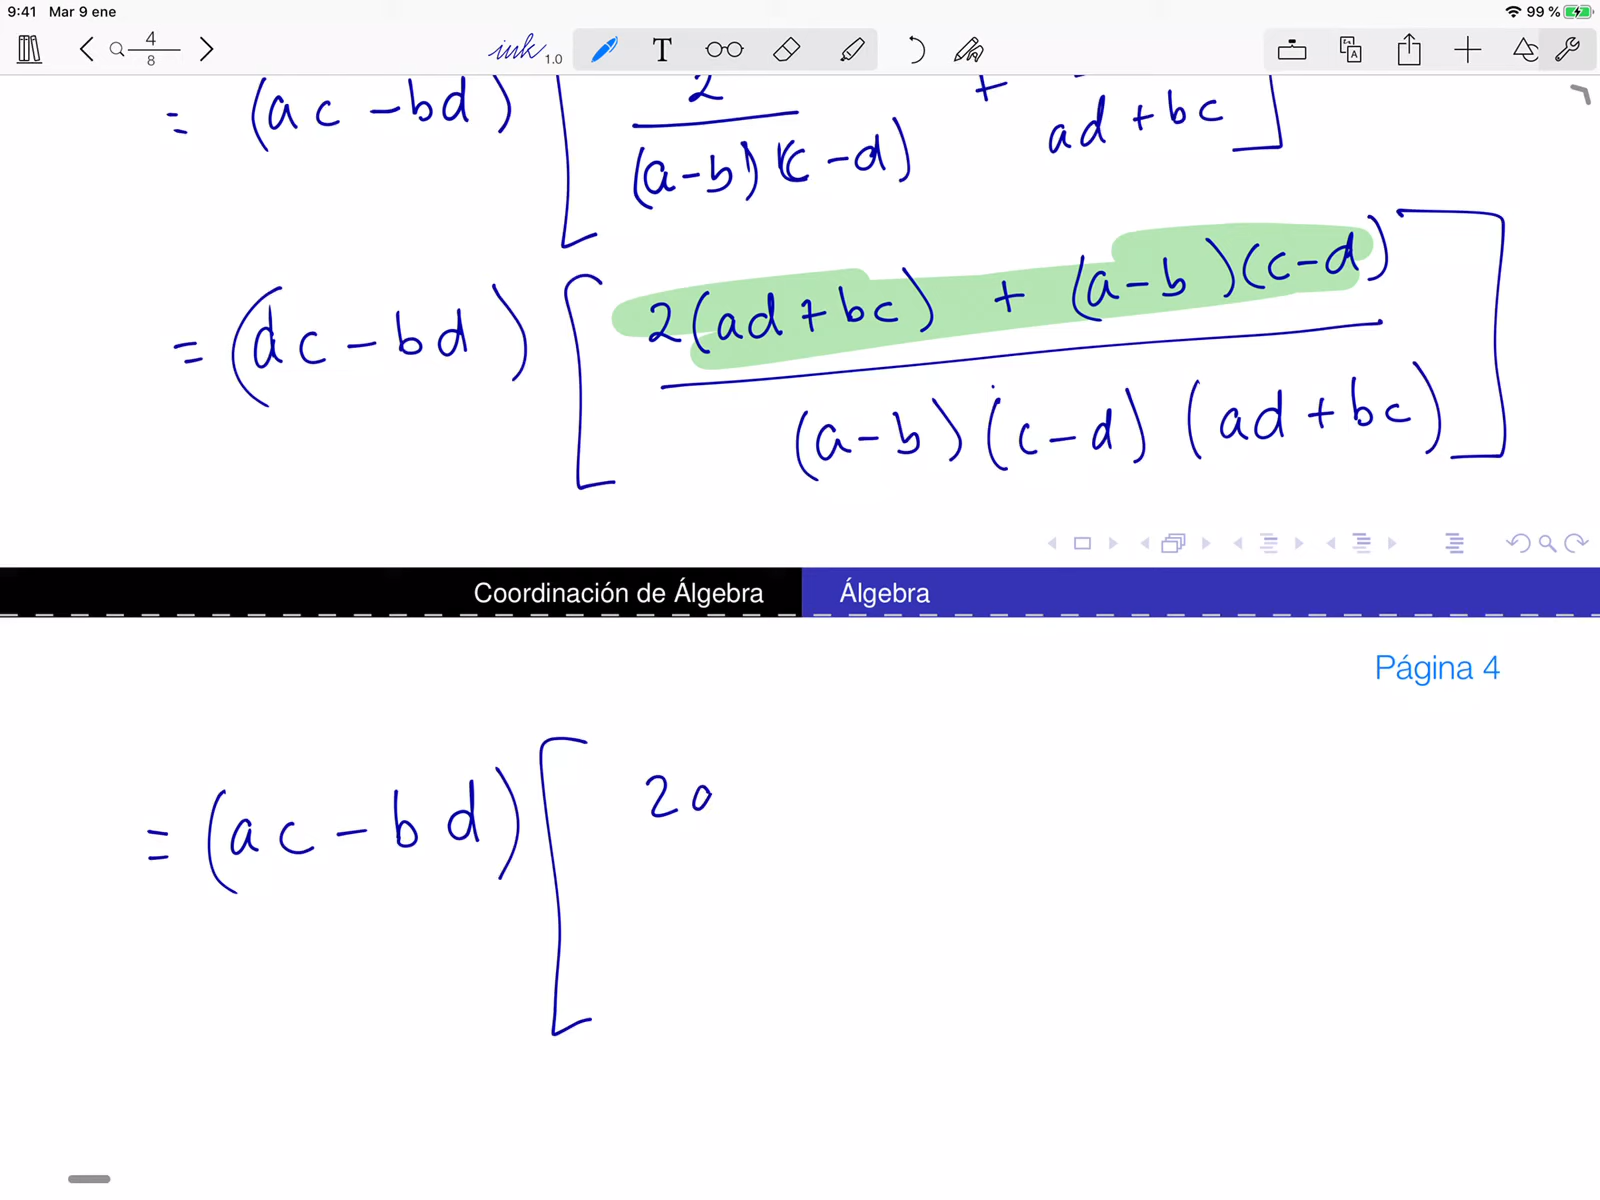 9:41 Mar 9 ene 99 %
4
8
ink 1.0 T
= (ac - bd) [ 2 / (a-b)(c-d) + / ad + bc ]
= (ac - bd) [ 2(ad + bc) + (a-b)(c-d) / (a-b)(c-d)(ad + bc) ]
Coordinación de Álgebra Álgebra
Página 4
= (ac - bd) [ 2a